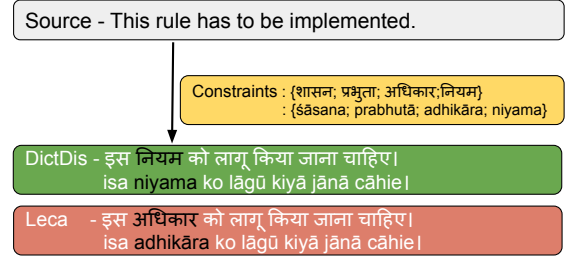 Source - This rule has to be implemented.
Constraints : {शासन; प्रभुता; अधिकार;नियम}
: {śāsana; prabhutā; adhikāra; niyama}
DictDis - इस नियम को लागू किया जाना चाहिए।
isa niyama ko lāgū kiyā jānā cāhie।
Leca - इस अधिकार को लागू किया जाना चाहिए।
isa adhikāra ko lāgū kiyā jānā cāhie।